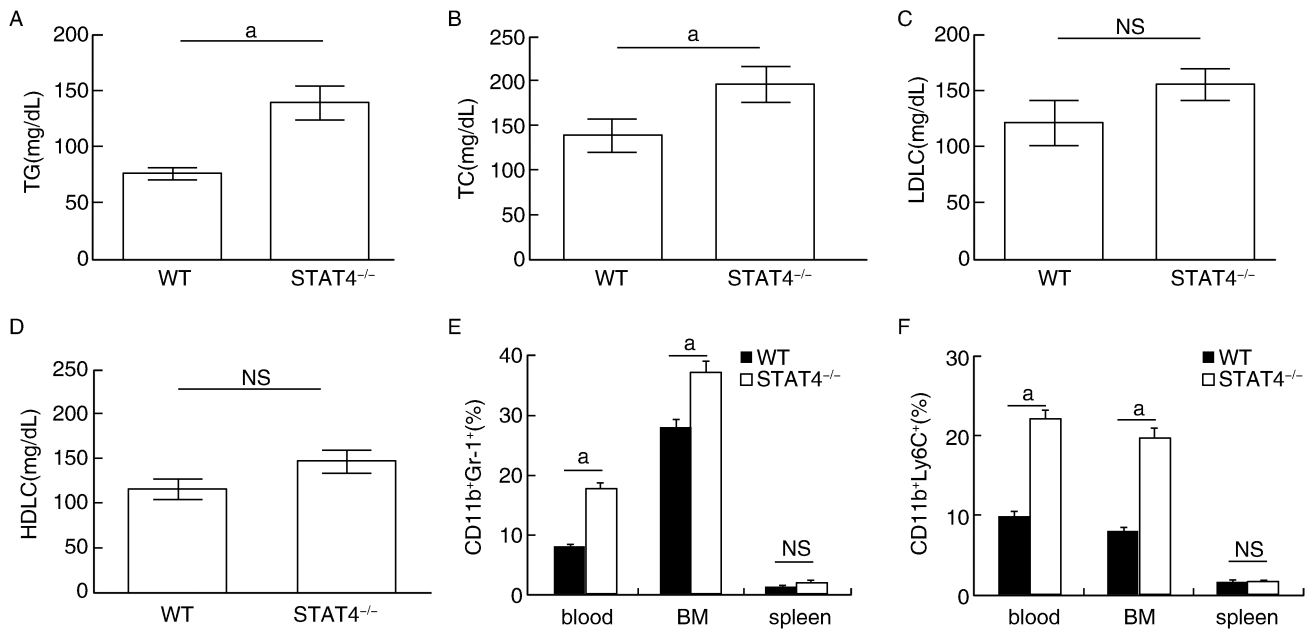 A
TG(mg/dL)
200
150
100
50
0
a
WT
STAT4⁻/⁻
B
TC(mg/dL)
250
200
150
100
50
0
a
WT
STAT4⁻/⁻
C
LDLC(mg/dL)
200
150
100
50
0
NS
WT
STAT4⁻/⁻
D
HDLC(mg/dL)
250
200
150
100
50
0
NS
WT
STAT4⁻/⁻
E
CD11b⁺Gr-1⁺(%)
40
30
20
10
0
a
a
NS
WT
STAT4⁻/⁻
blood
BM
spleen
F
CD11b⁺Ly6C⁺(%)
30
20
10
0
a
a
NS
WT
STAT4⁻/⁻
blood
BM
spleen